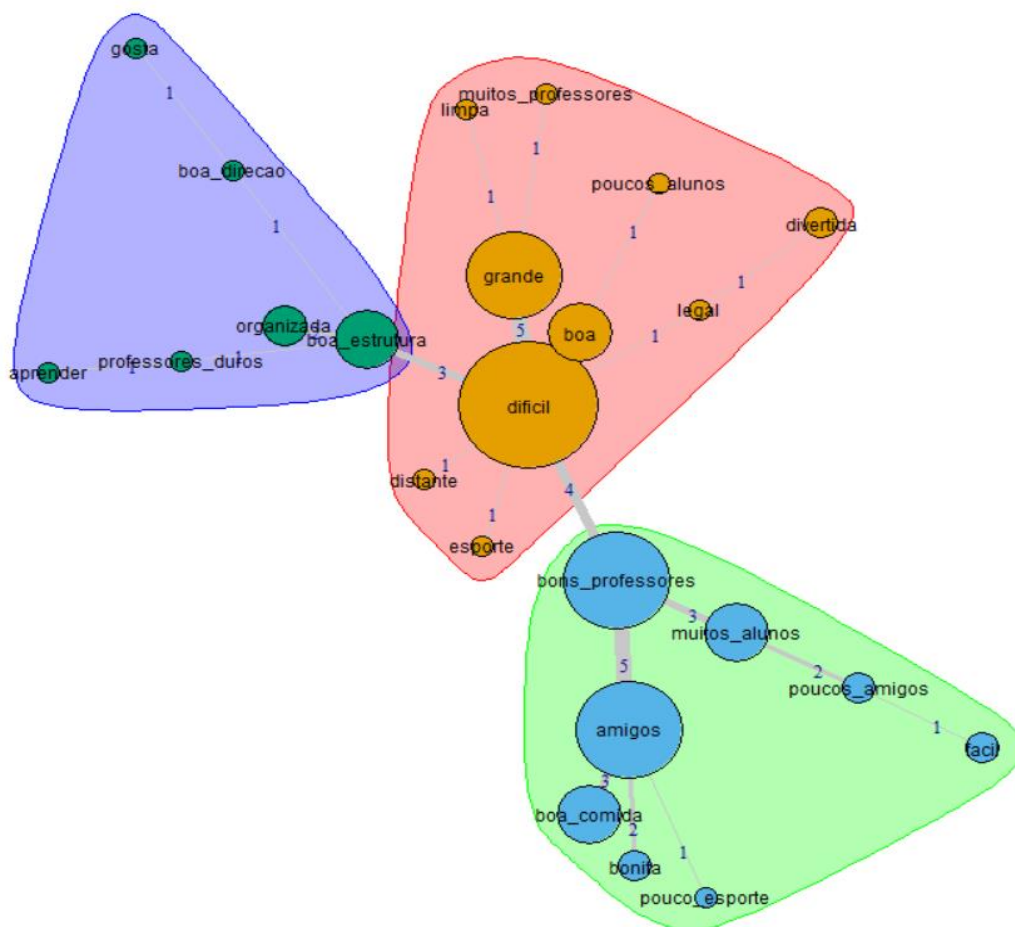 gosta
1
boa_direcao
1
organizada
2
boa_estrutura
professores_duros
1
aprender
1
3
muitos_professores
limpa
1
1
poucos_alunos
1
divertida
1
legal
1
grande
5
boa
dificil
1
distante
1
esporte
4
bons_professores
3
muitos_alunos
2
poucos_amigos
1
facil
5
amigos
3
boa_comida
2
bonita
1
pouco_esporte